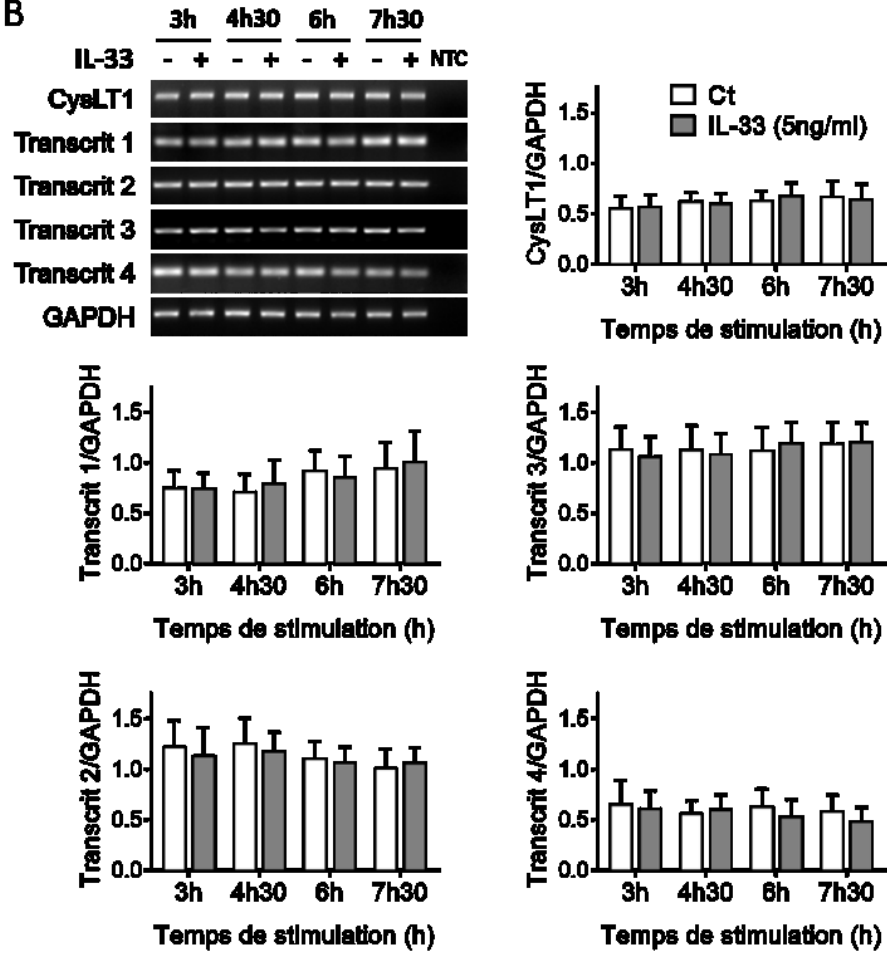 B
3h 4h30 6h 7h30
IL-33 - + - + - + - + NTC
CysLT1
Transcrit 1
Transcrit 2
Transcrit 3
Transcrit 4
GAPDH
CysLT1/GAPDH
1.5
1.0
0.5
0.0
Ct
IL-33 (5ng/ml)
3h 4h30 6h 7h30
Temps de stimulation (h)
Transcrit 1/GAPDH
1.5
1.0
0.5
0.0
3h 4h30 6h 7h30
Temps de stimulation (h)
Transcrit 3/GAPDH
1.5
1.0
0.5
0.0
3h 4h30 6h 7h30
Temps de stimulation (h)
Transcrit 2/GAPDH
1.5
1.0
0.5
0.0
3h 4h30 6h 7h30
Temps de stimulation (h)
Transcrit 4/GAPDH
1.5
1.0
0.5
0.0
3h 4h30 6h 7h30
Temps de stimulation (h)